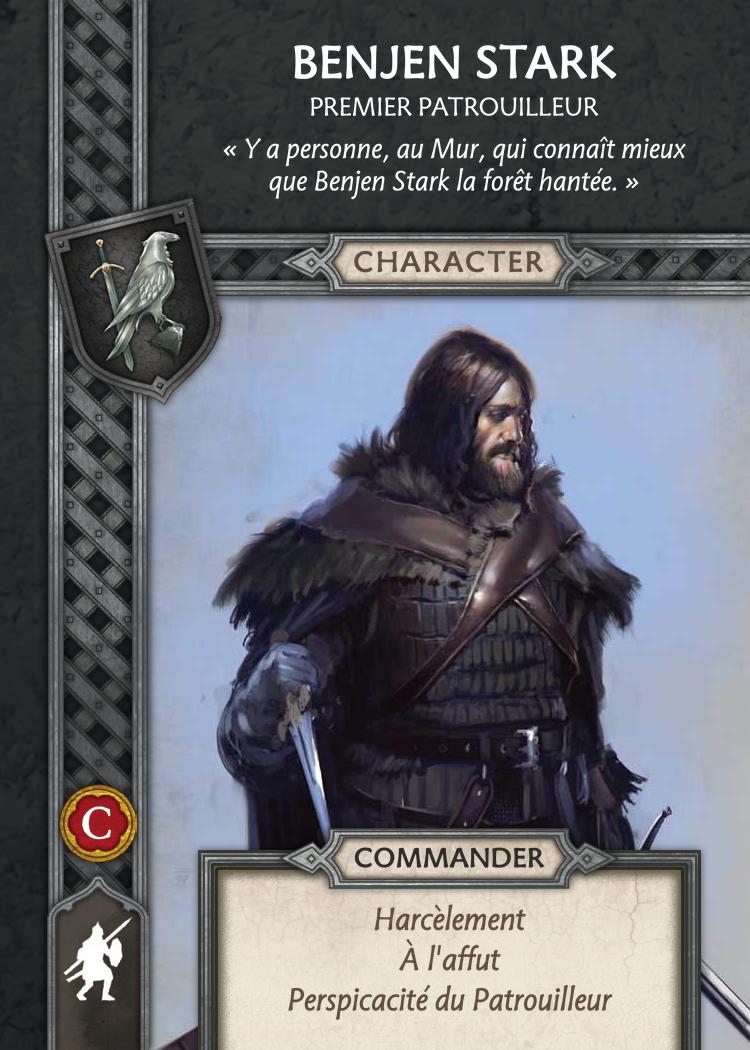 BENJEN STARK
PREMIER PATROUILLEUR
« Y a personne, au Mur, qui connaît mieux
que Benjen Stark la forêt hantée. »
CHARACTER
C
COMMANDER
Harcèlement
À l'affut
Perspicacité du Patrouilleur